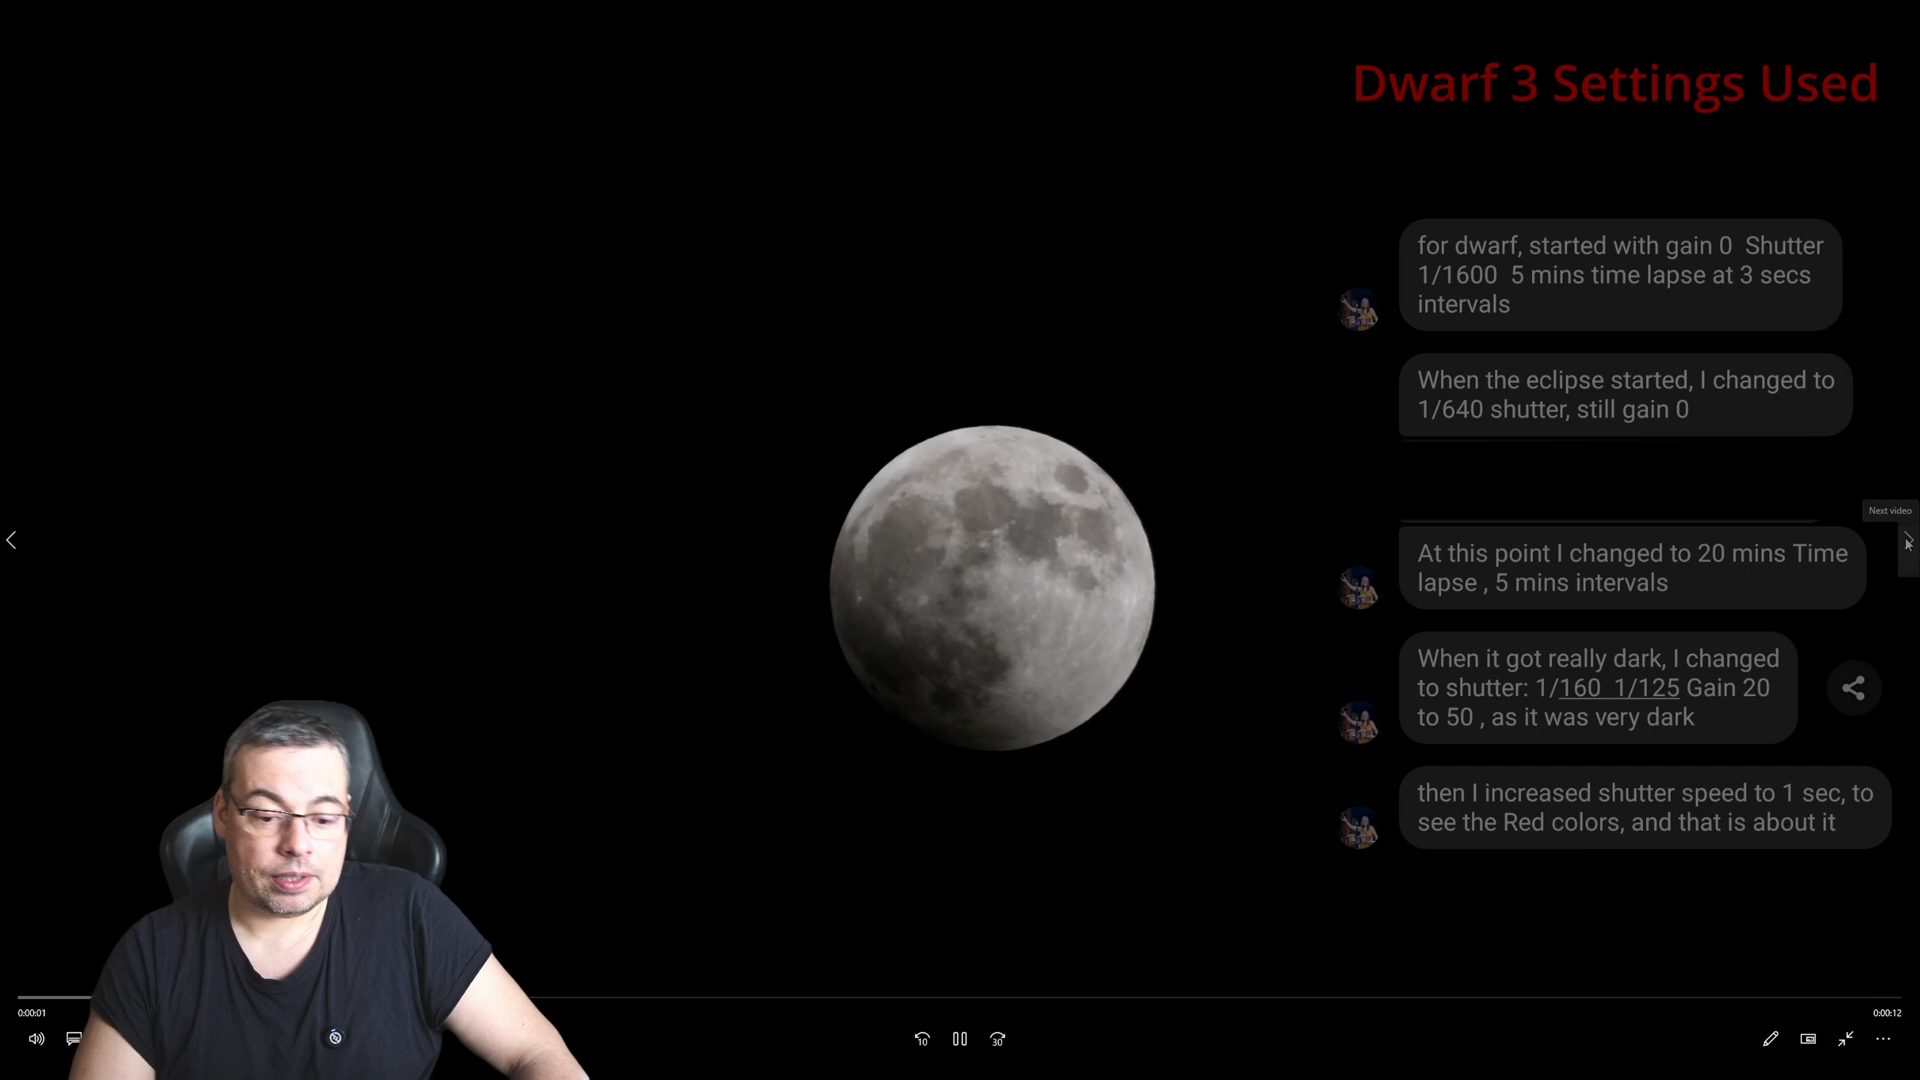 Dwarf 3 Settings Used
for dwarf, started with gain 0  Shutter
1/1600  5 mins time lapse at 3 secs
intervals
When the eclipse started, I changed to
1/640 shutter, still gain 0
Next video
At this point I changed to 20 mins Time
lapse , 5 mins intervals
When it got really dark, I changed
to shutter: 1/160  1/125 Gain 20
to 50 , as it was very dark
then I increased shutter speed to 1 sec, to
see the Red colors, and that is about it
0:00:01
0:00:12
10
30